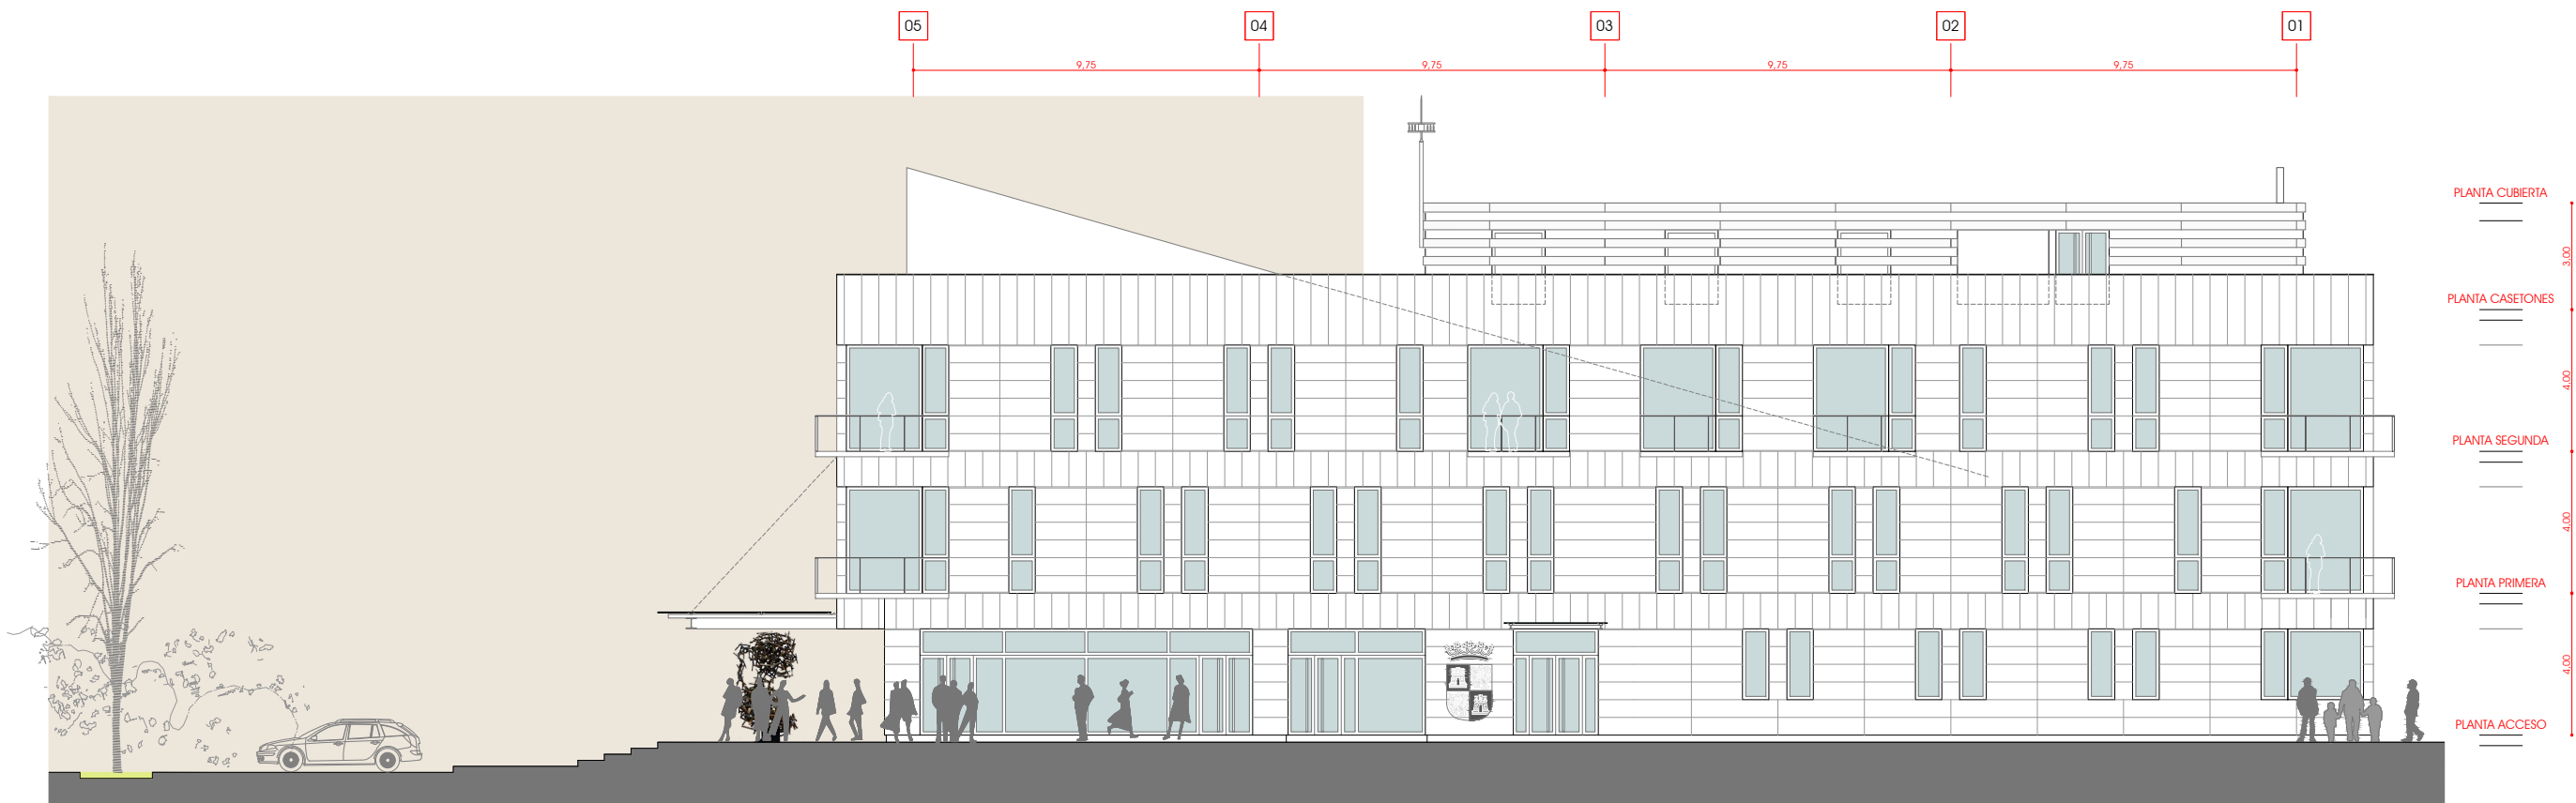 05 04 03 02 01
9,75 9,75 9,75 9,75
PLANTA CUBIERTA
3.00
PLANTA CASETONES
4.00
PLANTA SEGUNDA
4.00
PLANTA PRIMERA
4.00
PLANTA ACCESO